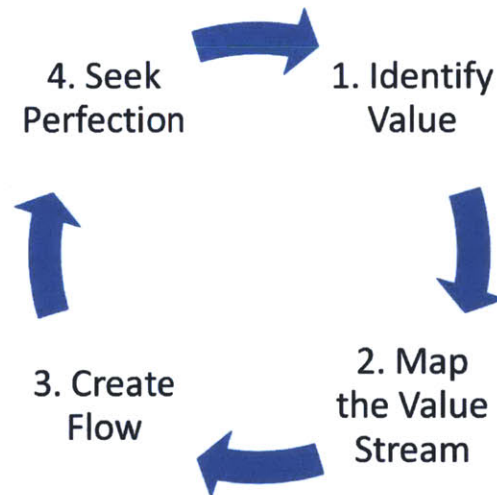 1. Identify
Value
2. Map
the Value
Stream
3. Create
Flow
4. Seek
Perfection